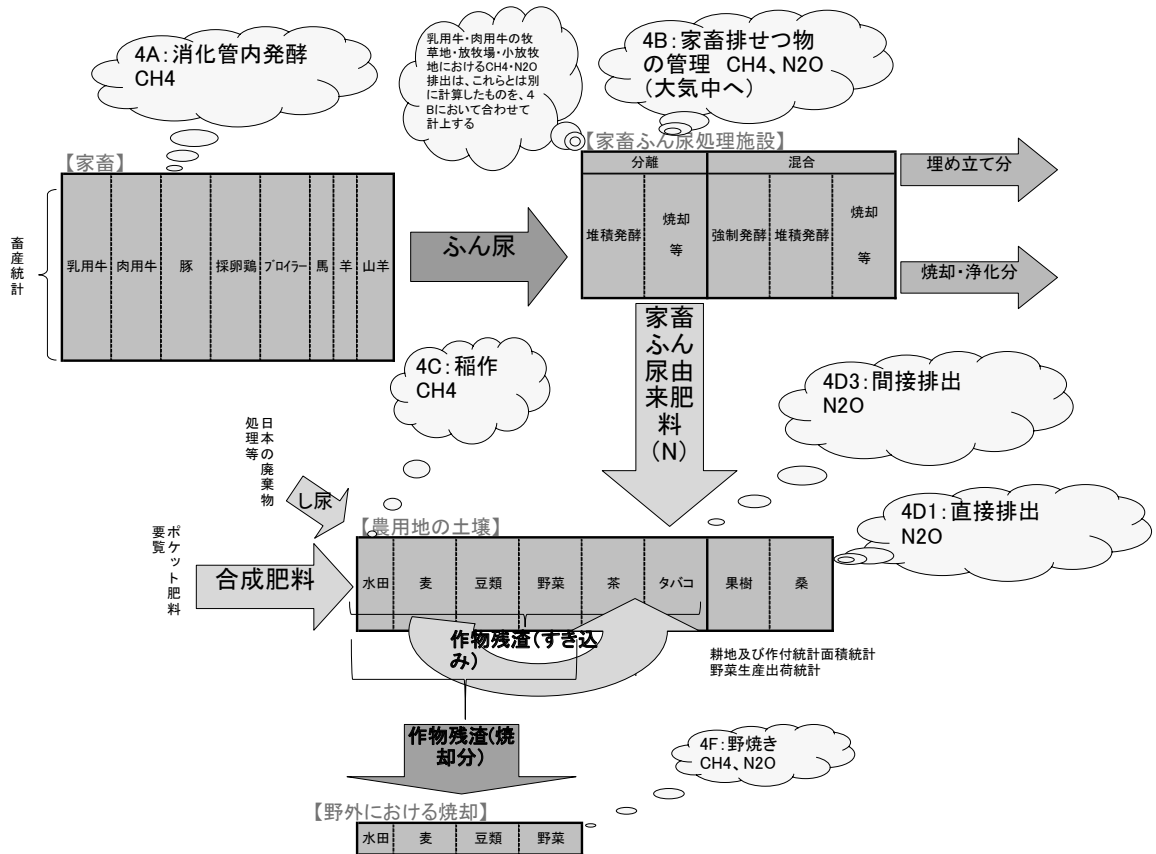 4A:消化管内発酵
CH4
乳用牛・肉用牛の牧
草地・放牧場・小放牧
地におけるCH4・N2O
排出は、これらとは別
に計算したものを、4
Bにおいて合わせて
計上する
4B:家畜排せつ物
の管理 CH4、N2O
(大気中へ)
【家畜】
畜産統計
乳用牛
肉用牛
豚
採卵鶏
ブロイラー
馬
羊
山羊
ふん尿
【家畜ふん尿処理施設】
分離
混合
堆積発酵
焼却
等
強制発酵
堆積発酵
焼却
等
埋め立て分
焼却・浄化分
家畜
ふん
尿由
来肥
料
(N)
4C:稲作
CH4
4D3:間接排出
N2O
4D1:直接排出
N2O
日本の廃棄物
処理等
し尿
ポケット肥料
要覧
合成肥料
【農用地の土壌】
水田
麦
豆類
野菜
茶
タバコ
果樹
桑
作物残渣(すき込
み)
耕地及び作付統計面積統計
野菜生産出荷統計
作物残渣(焼
却分)
4F:野焼き
CH4、N2O
【野外における焼却】
水田
麦
豆類
野菜